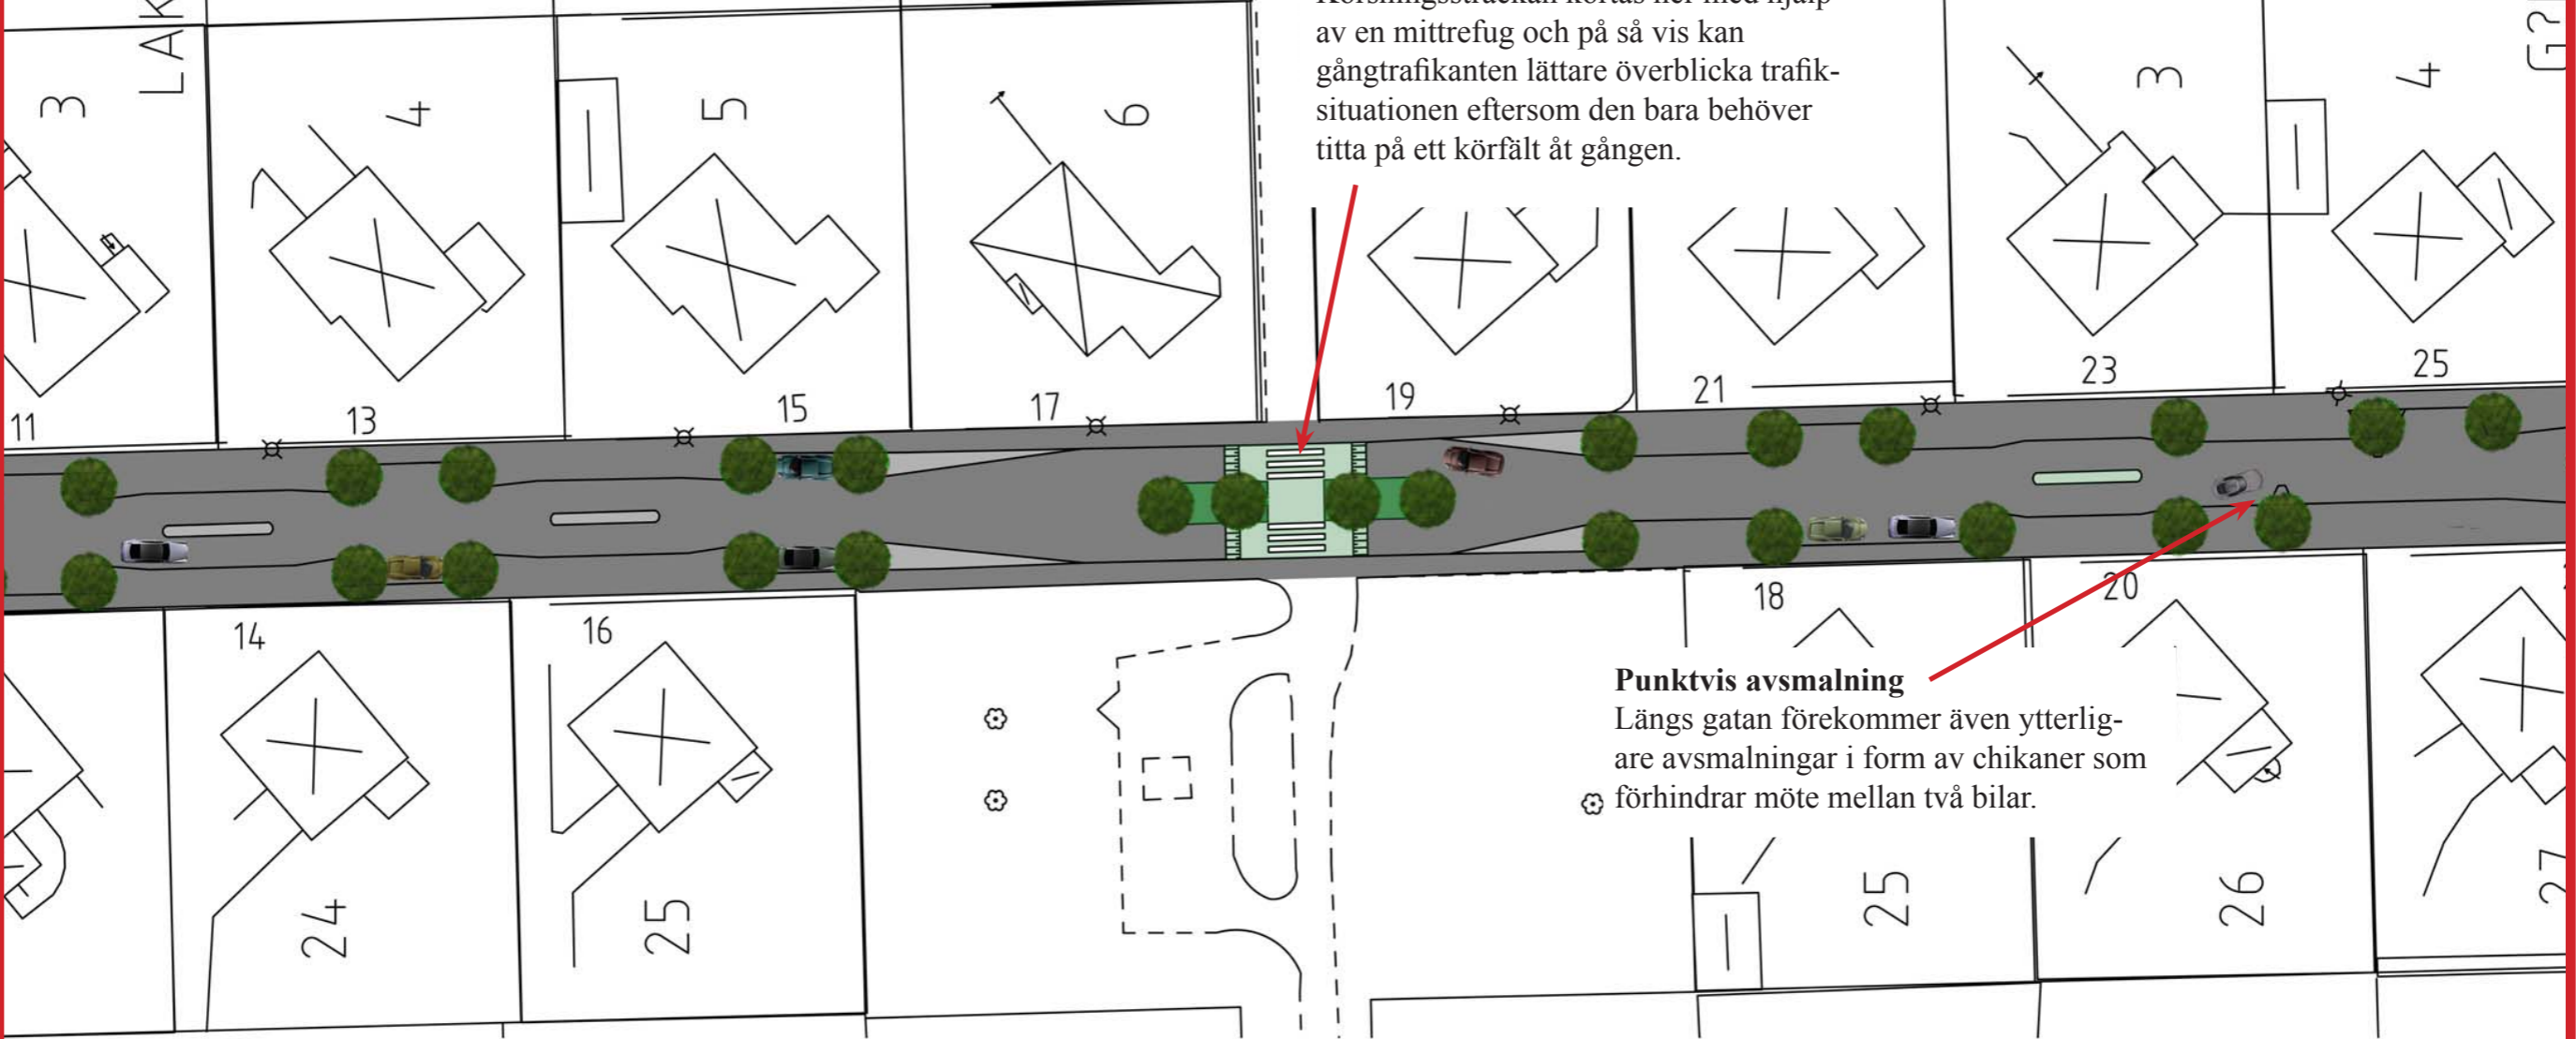 av en mittrefug och på så vis kan
gångtrafikanten lättare överblicka trafik-
situationen eftersom den bara behöver
titta på ett körfält åt gången.
LAK
3
4
5
6
3
4
G?
11
13
15
17
19
21
23
25
14
16
18
20
Punktvis avsmalning
Längs gatan förekommer även ytterlig-
are avsmalningar i form av chikaner som
förhindrar möte mellan två bilar.
24
25
25
26
27